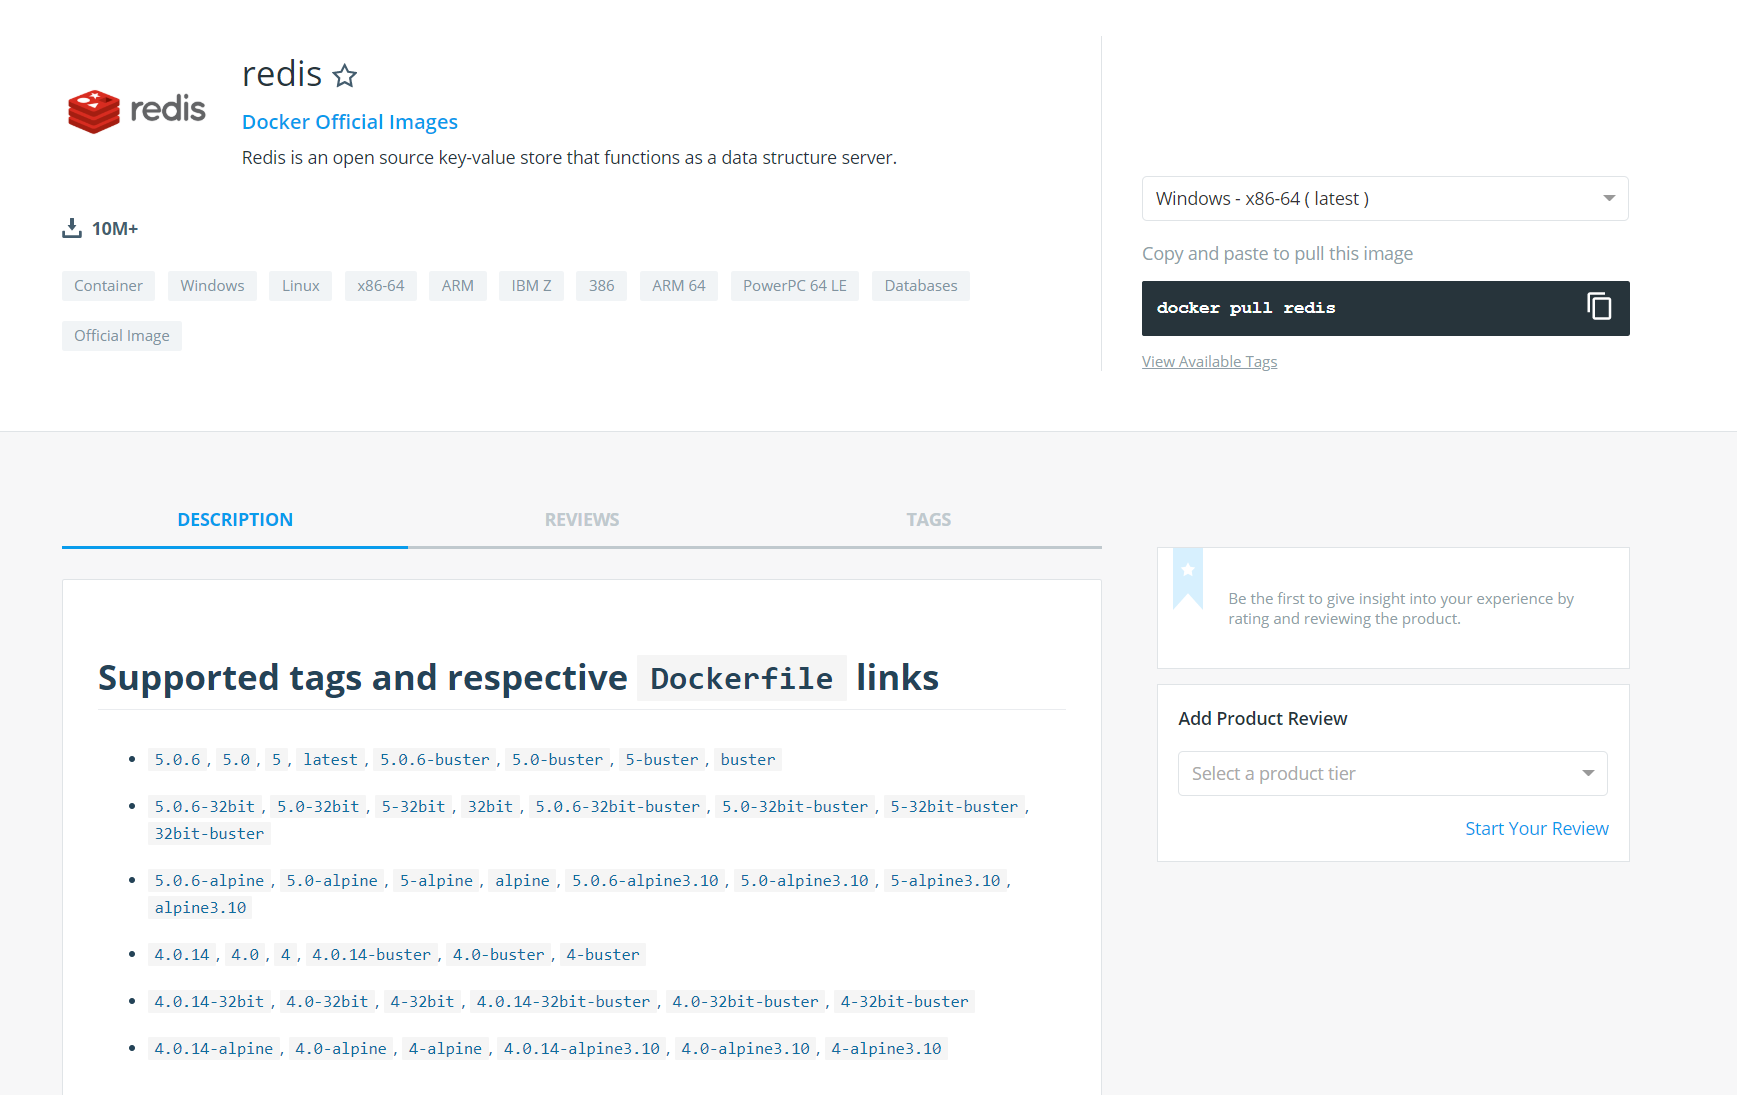 redis
redis
Docker Official Images
Redis is an open source key-value store that functions as a data structure server.
10M+
Container Windows Linux x86-64 ARM IBM Z 386 ARM 64 PowerPC 64 LE Databases
Official Image
Windows - x86-64 ( latest )
Copy and paste to pull this image
docker pull redis
View Available Tags
DESCRIPTION REVIEWS TAGS
Supported tags and respective Dockerfile links
5.0.6, 5.0, 5, latest, 5.0.6-buster, 5.0-buster, 5-buster, buster
5.0.6-32bit, 5.0-32bit, 5-32bit, 32bit, 5.0.6-32bit-buster, 5.0-32bit-buster, 5-32bit-buster,
32bit-buster
5.0.6-alpine, 5.0-alpine, 5-alpine, alpine, 5.0.6-alpine3.10, 5.0-alpine3.10, 5-alpine3.10,
alpine3.10
4.0.14, 4.0, 4, 4.0.14-buster, 4.0-buster, 4-buster
4.0.14-32bit, 4.0-32bit, 4-32bit, 4.0.14-32bit-buster, 4.0-32bit-buster, 4-32bit-buster
4.0.14-alpine, 4.0-alpine, 4-alpine, 4.0.14-alpine3.10, 4.0-alpine3.10, 4-alpine3.10
Be the first to give insight into your experience by
rating and reviewing the product.
Add Product Review
Select a product tier
Start Your Review